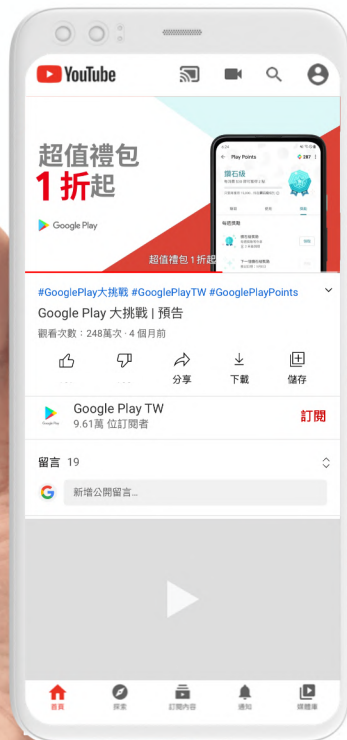 YouTube
超值禮包
1折起
Google Play
Play Points
287
鑽石級
超值禮包1折起
#GooglePlay大挑戰 #GooglePlayTW #GooglePlayPoints
Google Play 大挑戰 | 預告
觀看次數：248萬次 · 4 個月前
分享
下載
儲存
Google Play TW
9.61萬 位訂閱者
訂閱
留言 19
新增公開留言...
首頁
探索
訂閱內容
通知
媒體庫